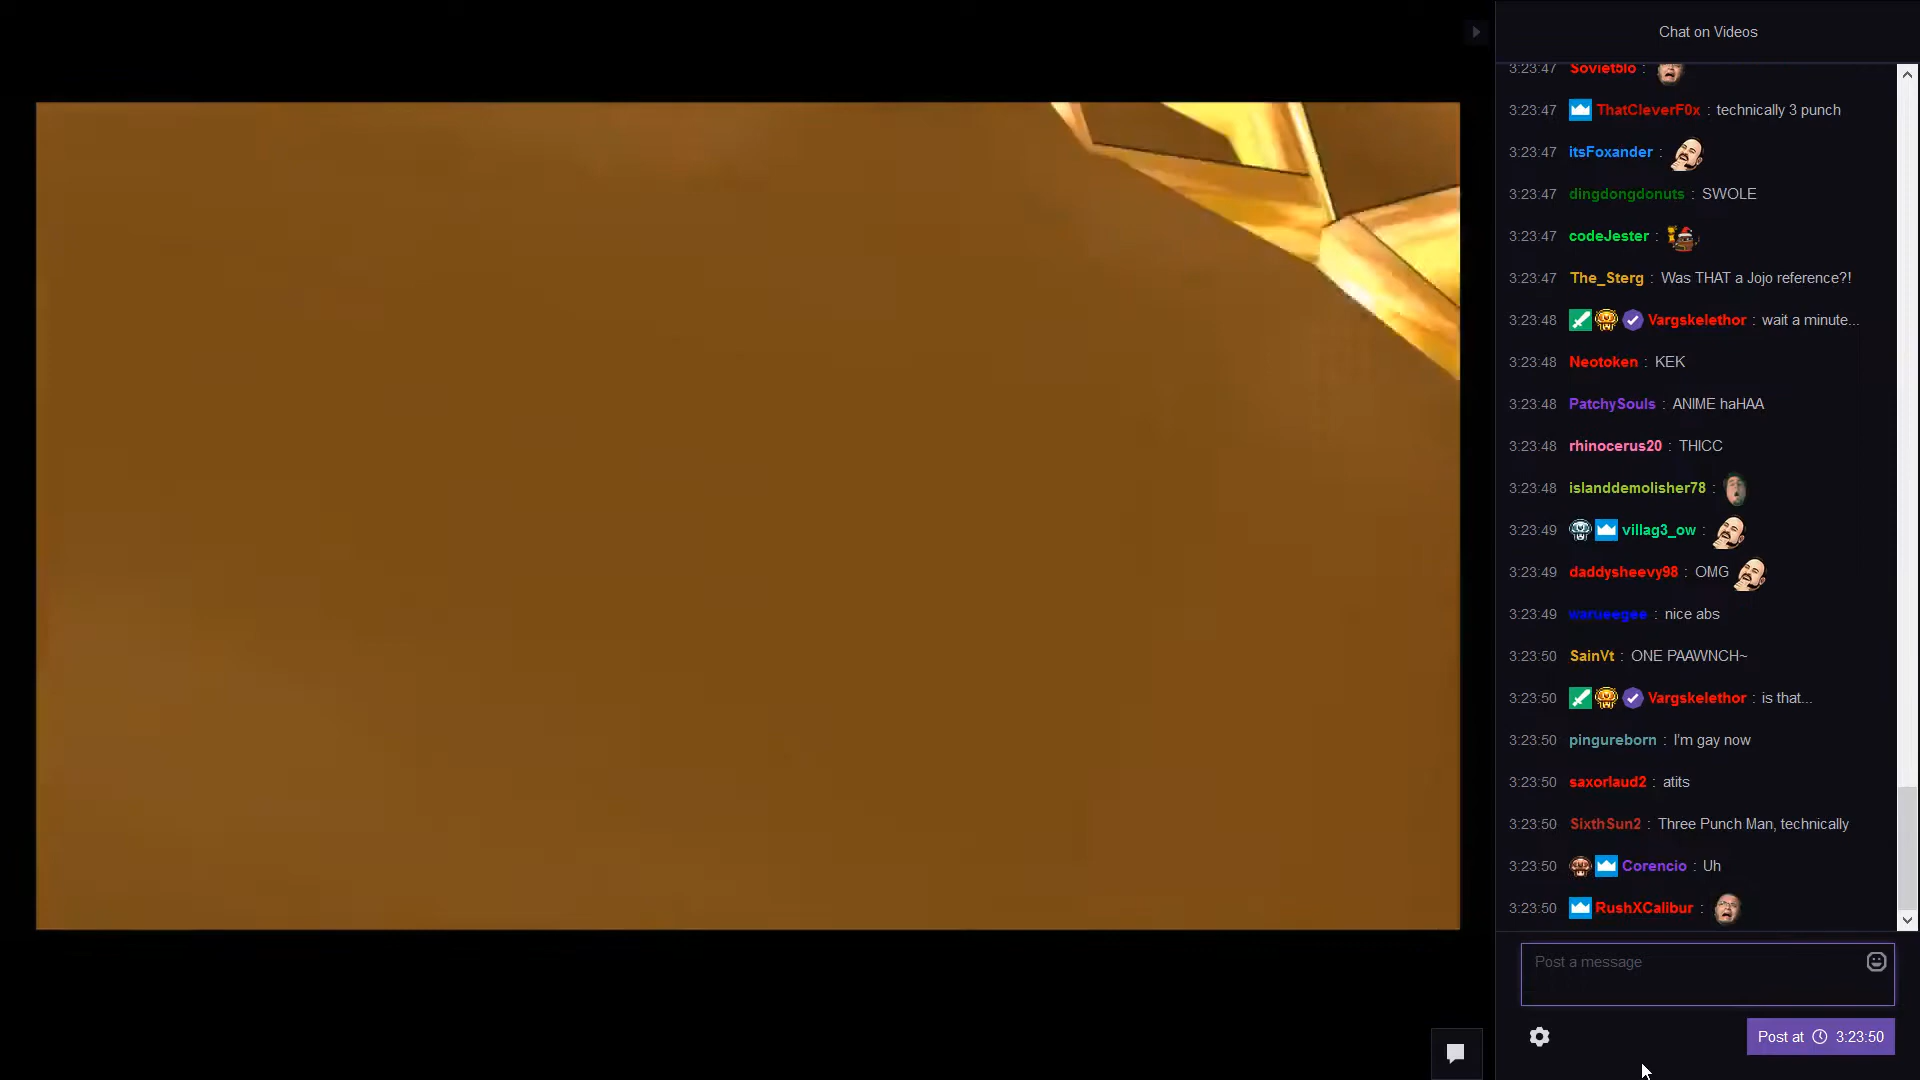 Chat on Videos
3:23:47 Soviet6lo :
3:23:47 ThatCleverF0x : technically 3 punch
3:23:47 itsFoxander :
3:23:47 dingdongdonuts : SWOLE
3:23:47 codeJester :
3:23:47 The_Sterg : Was THAT a Jojo reference?!
3:23:48 Vargskelethor : wait a minute...
3:23:48 Neotoken : KEK
3:23:48 PatchySouls : ANIME haHAA
3:23:48 rhinocerus20 : THICC
3:23:48 islanddemolisher78 :
3:23:49 villag3_ow :
3:23:49 daddysheevy98 : OMG
3:23:49 warueegee : nice abs
3:23:50 SainVt : ONE PAAWNCH~
3:23:50 Vargskelethor : is that...
3:23:50 pingureborn : I'm gay now
3:23:50 saxorlaud2 : atits
3:23:50 SixthSun2 : Three Punch Man, technically
3:23:50 Corencio : Uh
3:23:50 RushXCalibur :
Post a message
Post at 3:23:50